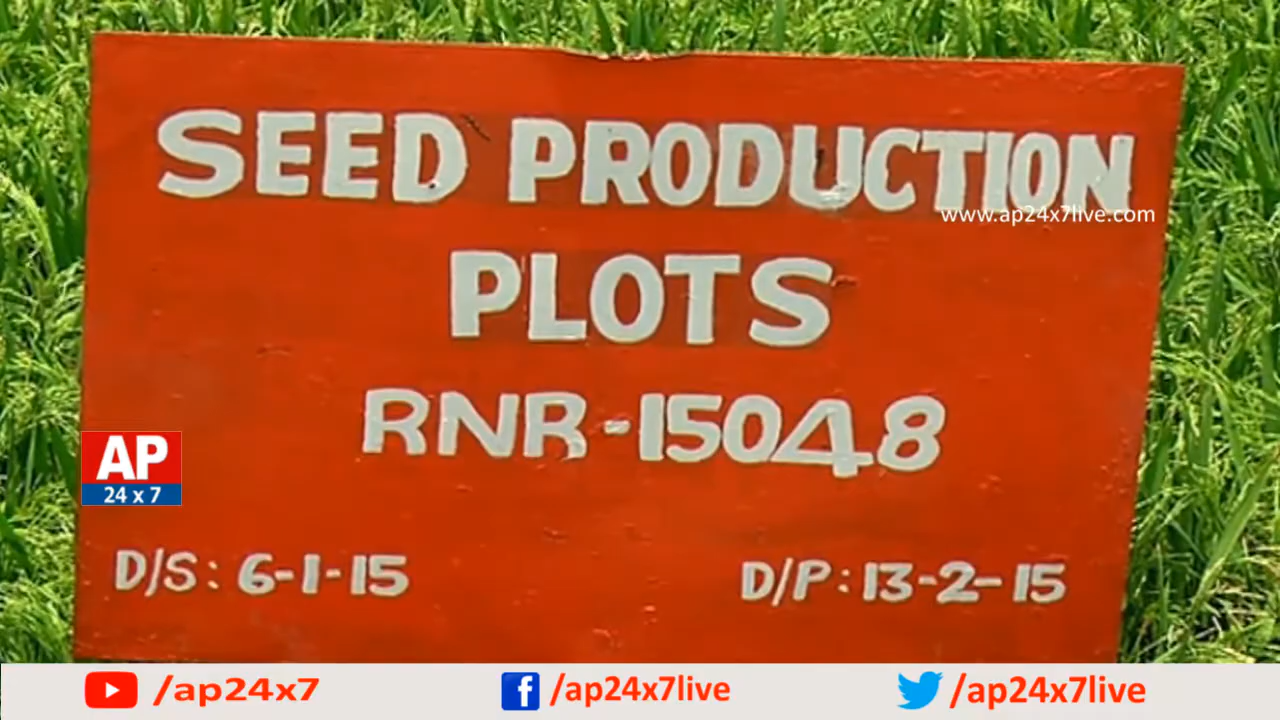 SEED PRODUCTION
www.ap24x7live.com
PLOTS
RNR-15048
AP
24 x 7
D/S: 6-1-15
D/P: 13-2-15
/ap24x7
/ap24x7live
/ap24x7live